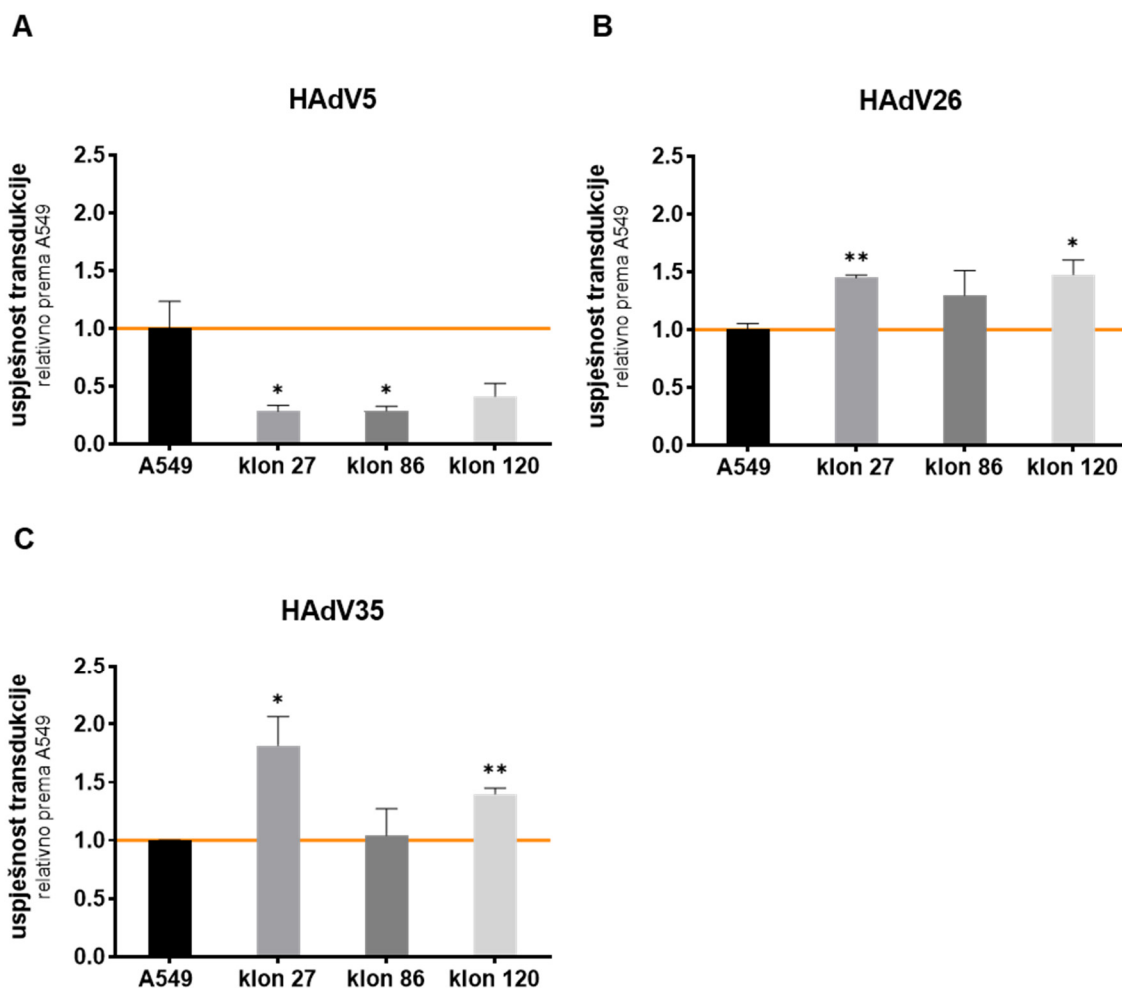 A
HAdV5
uspješnost transdukcije
relativno prema A549
2.5
2.0
1.5
1.0
0.5
0.0
* *
A549 klon 27 klon 86 klon 120
B
HAdV26
uspješnost transdukcije
relativno prema A549
2.5
2.0
1.5
1.0
0.5
0.0
** *
A549 klon 27 klon 86 klon 120
C
HAdV35
uspješnost transdukcije
relativno prema A549
2.5
2.0
1.5
1.0
0.5
0.0
* **
A549 klon 27 klon 86 klon 120